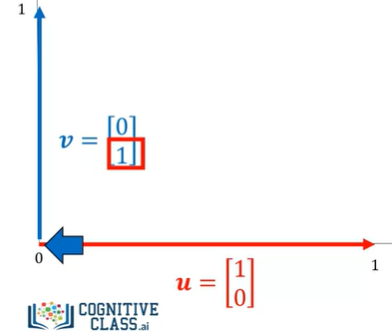 1
v = [0
1]
0
1
u = [1
0]
COGNITIVE
CLASS.ai